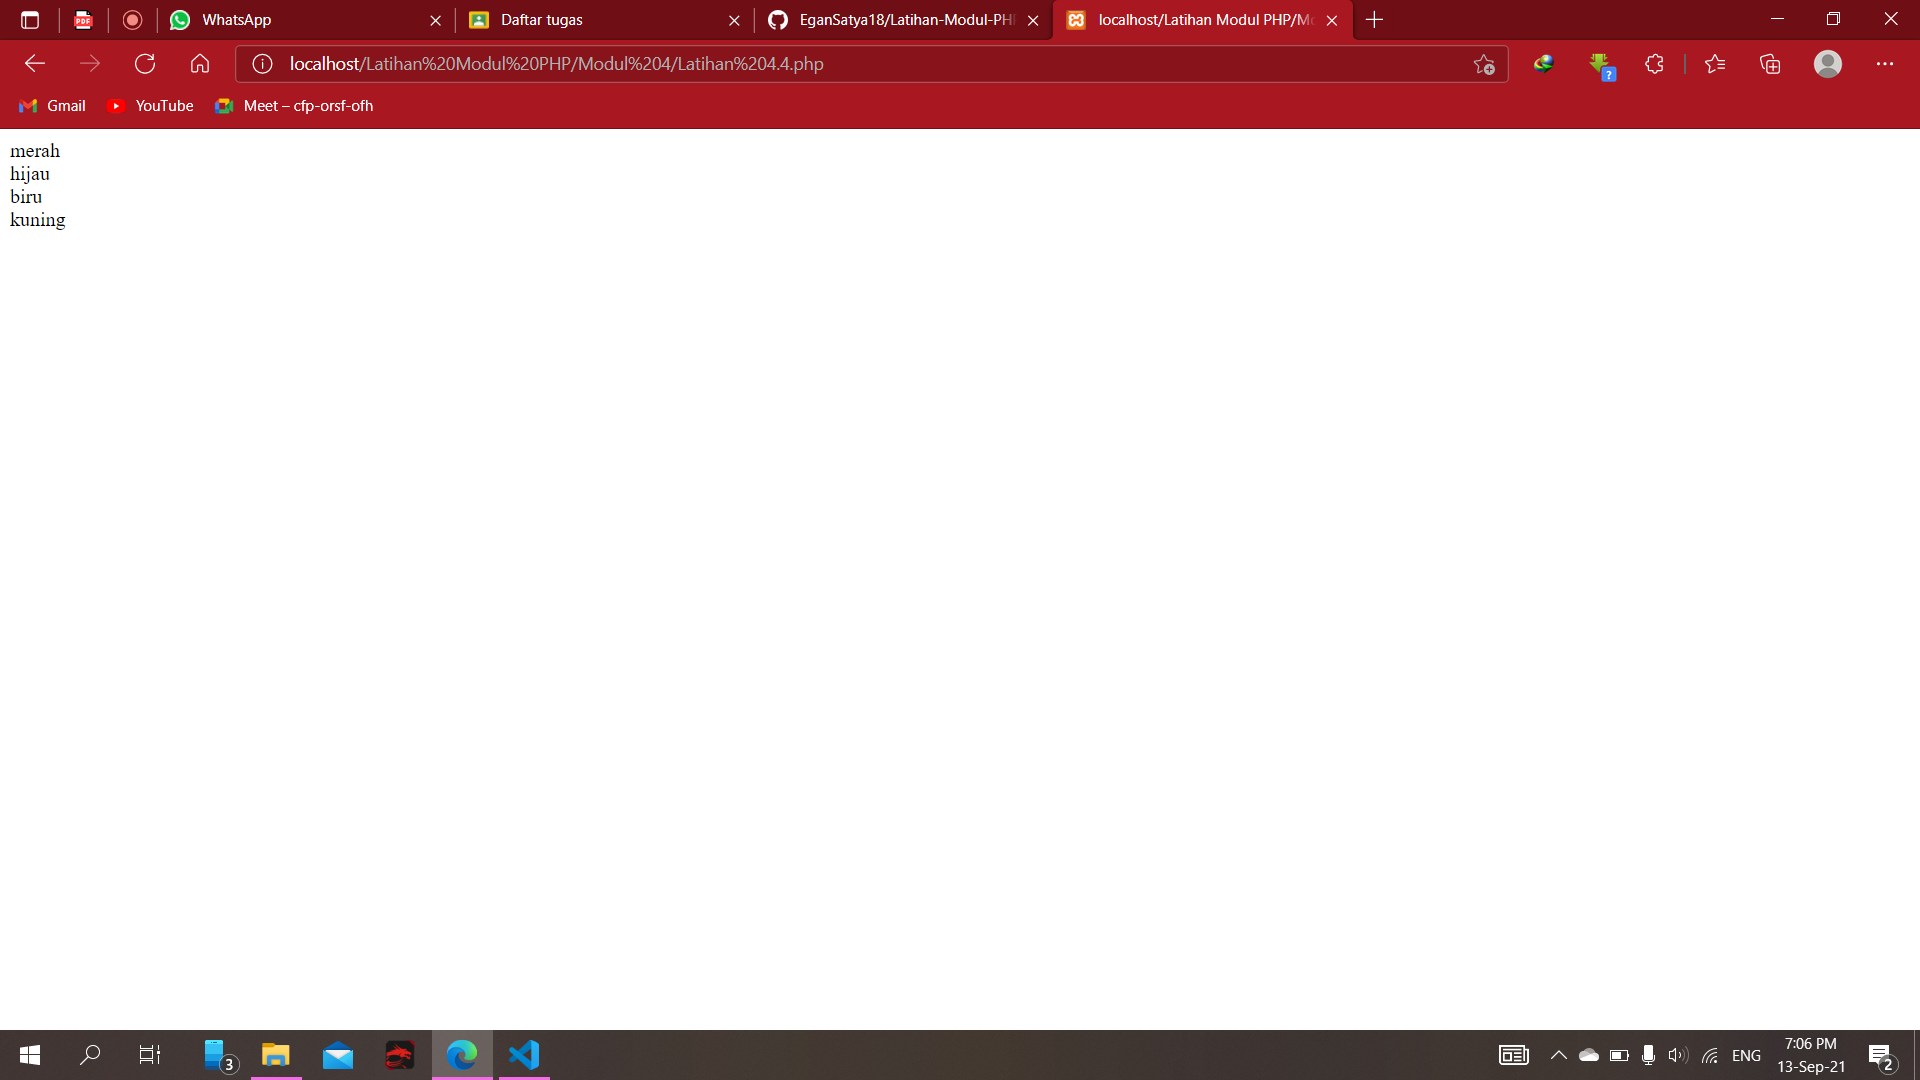 WhatsApp
Daftar tugas
EganSatya18/Latihan-Modul-PH
localhost/Latihan Modul PHP/Mo
localhost/Latihan%20Modul%20PHP/Modul%204/Latihan%204.4.php
Gmail
YouTube
Meet – cfp-orsf-ofh
merah
hijau
biru
kuning
3
ENG
7:06 PM
13-Sep-21
2